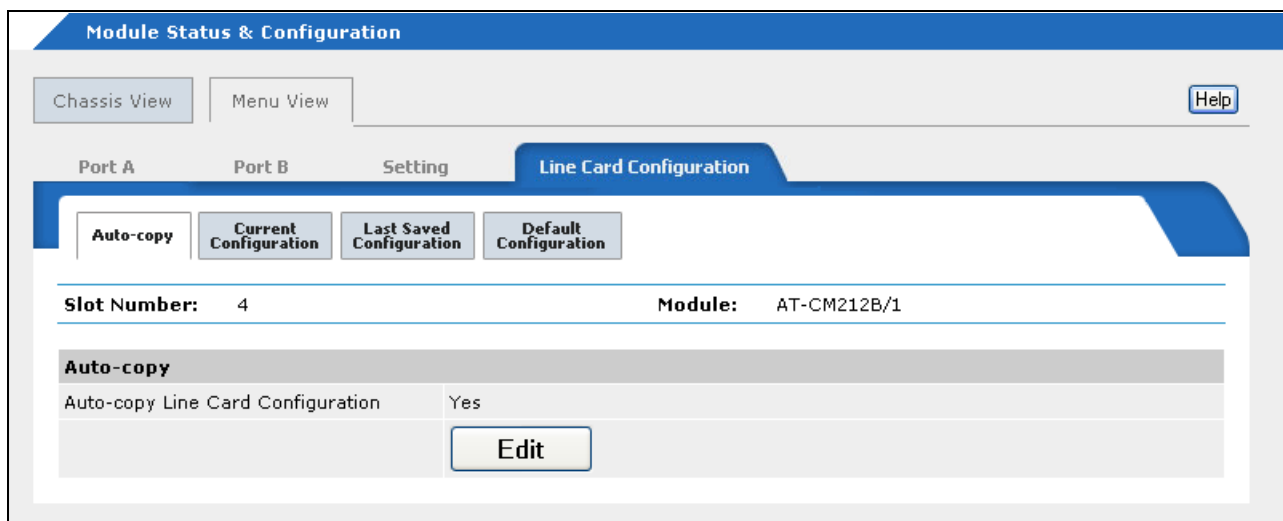 Module Status & Configuration
Chassis View
Menu View
Help
Port A
Port B
Setting
Line Card Configuration
Auto-copy
Current
Configuration
Last Saved
Configuration
Default
Configuration
Slot Number: 4 Module: AT-CM212B/1
Auto-copy
Auto-copy Line Card Configuration Yes
Edit